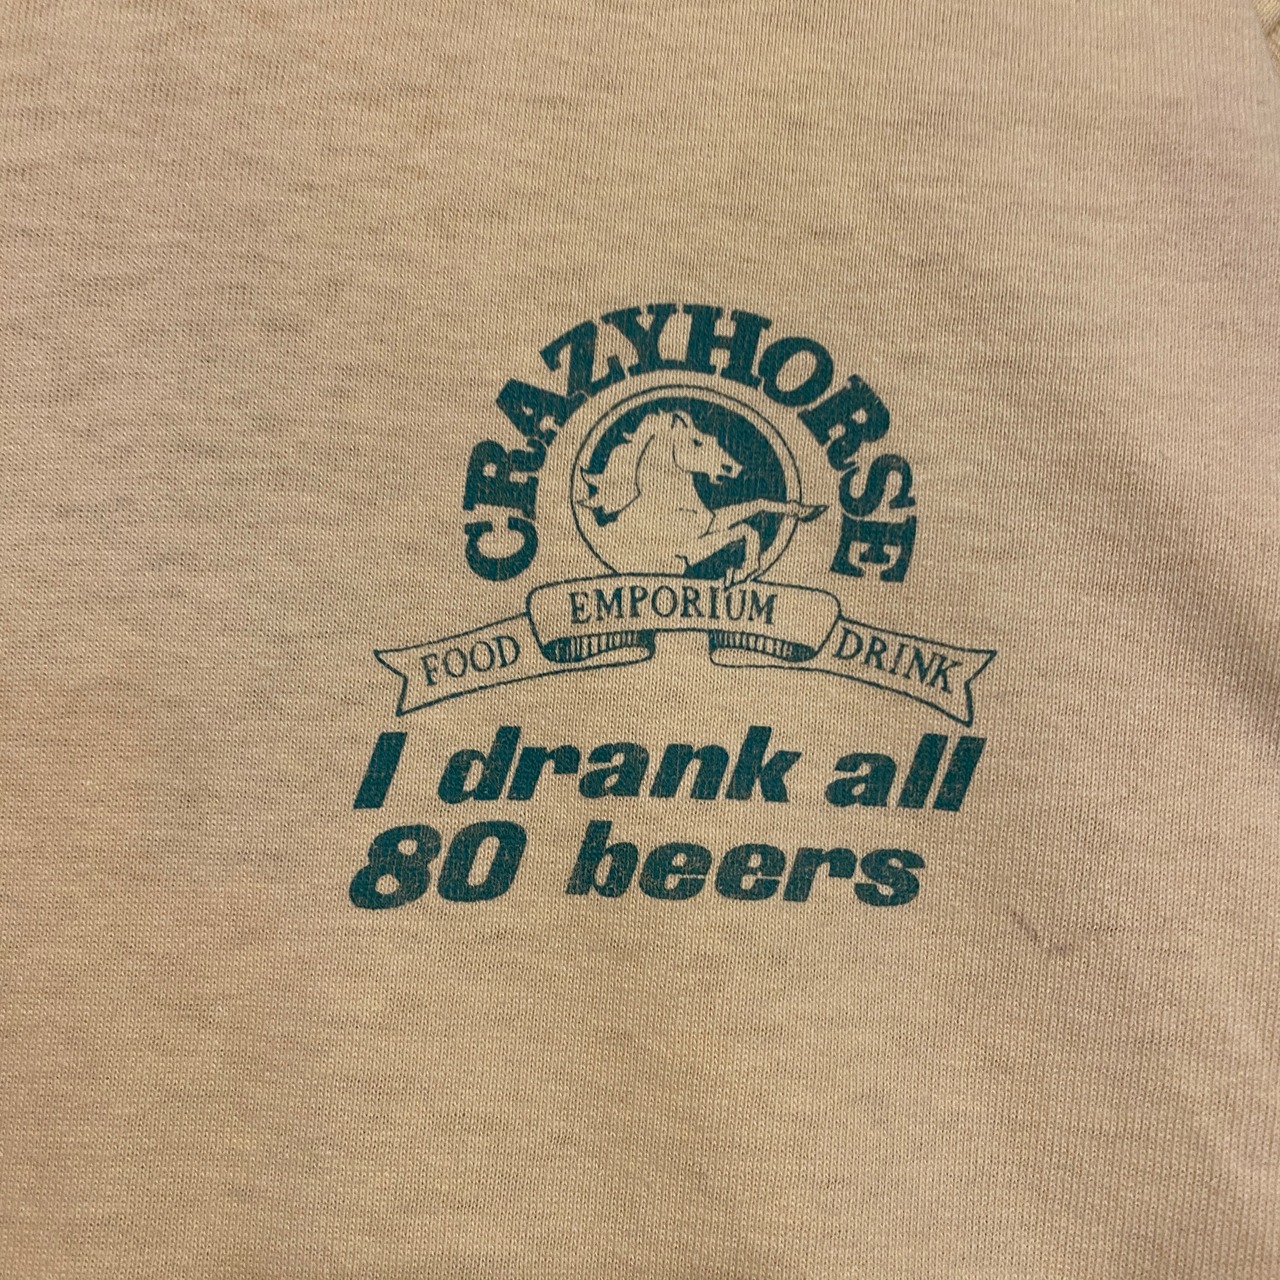 CRAZYHORSE
EMPORIUM
FOOD DRINK
I drank all
80 beers